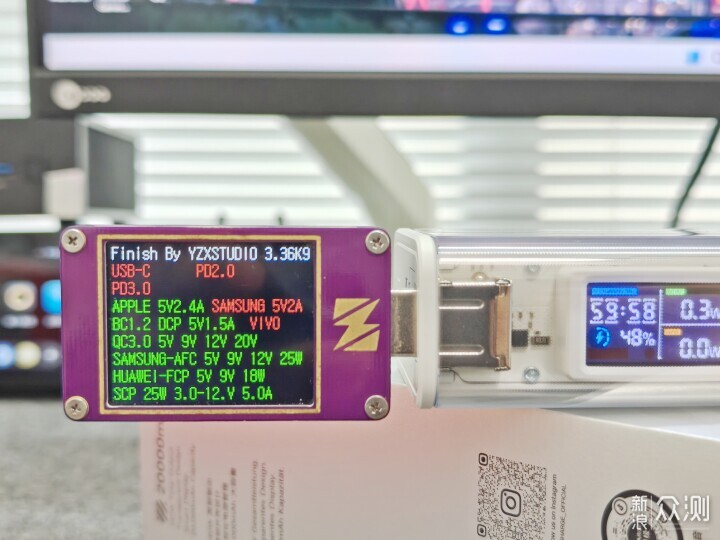 Finish By YZXSTUDIO 3.36K9
USB-C PD2.0
PD3.0
APPLE 5V2.4A SAMSUNG 5V2A
BC1.2 DCP 5V1.5A VIVO
QC3.0 5V 9V 12V 20V
SAMSUNG-AFC 5V 9V 12V 25W
HUAWEI-FCP 5V 9V 18W
SCP 25W 3.0-12.V 5.0A
59:58
0.3W
48%
0.0W
20000m
Instagram
新浪众测